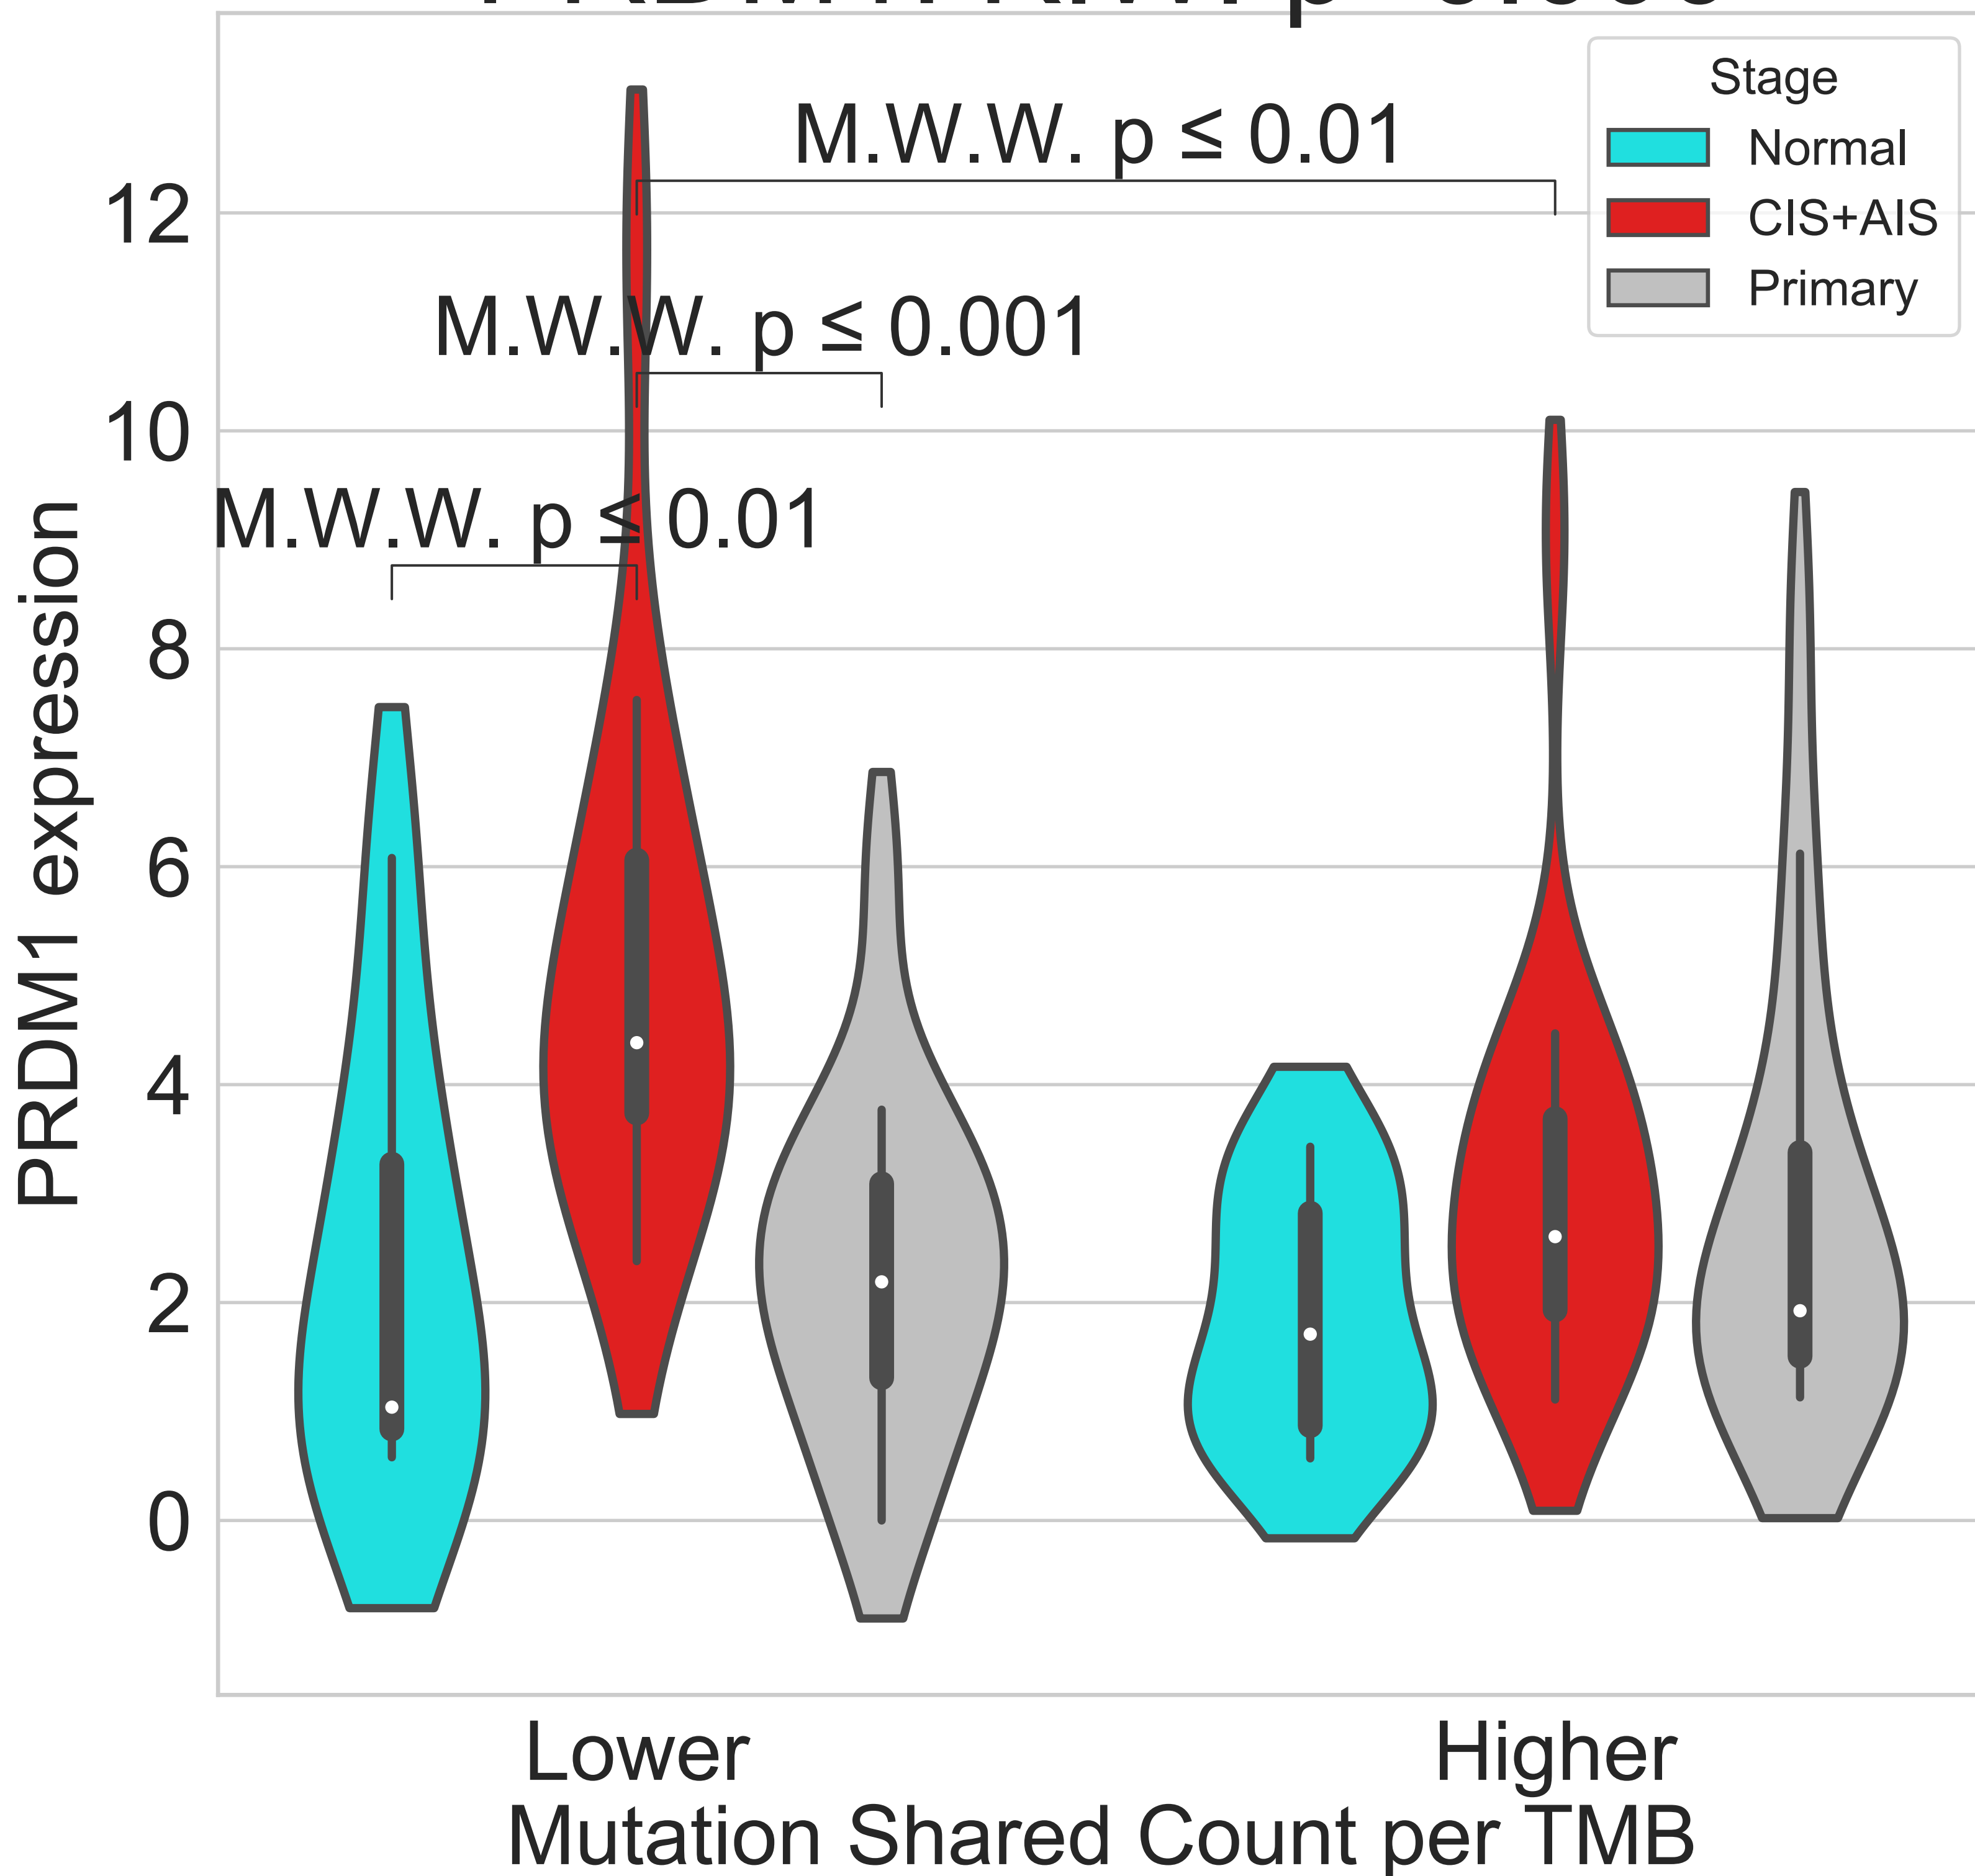 Stage
Normal
CIS+AIS
Primary
M.W.W. p ≤ 0.01
M.W.W. p ≤ 0.001
M.W.W. p ≤ 0.01
12
10
8
6
4
2
0
PRDM1 expression
Lower
Higher
Mutation Shared Count per TMB